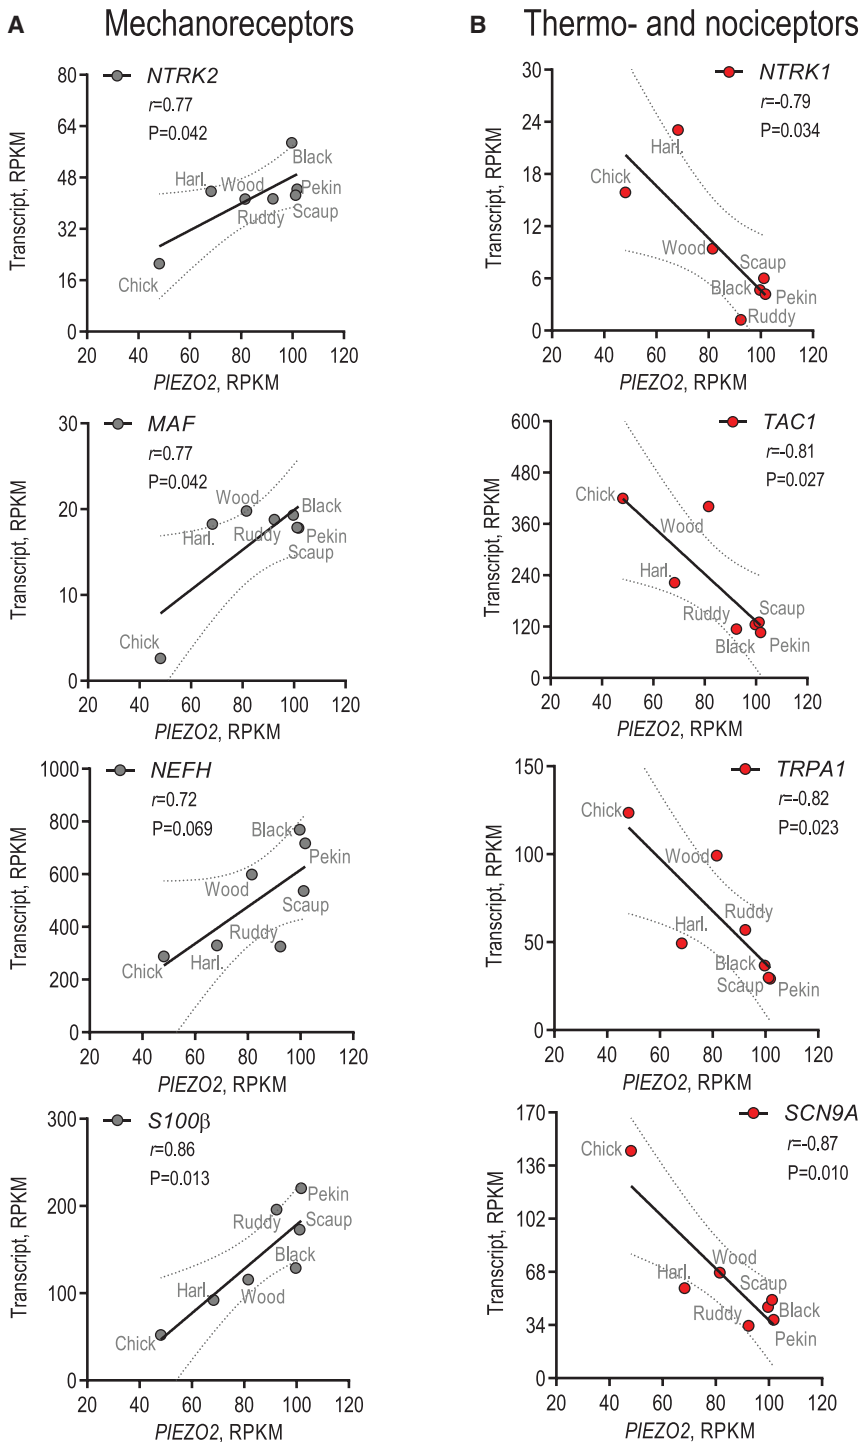 A Mechanoreceptors
NTRK2
r=0.77
P=0.042
Transcript, RPKM
80
64
48
32
16
0
Black
Harl.
Wood
Pekin
Ruddy
Scaup
Chick
20 40 60 80 100 120
PIEZO2, RPKM
MAF
r=0.77
P=0.042
Transcript, RPKM
30
20
10
0
Wood
Black
Harl.
Ruddy
Pekin
Scaup
Chick
20 40 60 80 100 120
PIEZO2, RPKM
NEFH
r=0.72
P=0.069
Transcript, RPKM
1000
800
600
400
200
0
Black
Pekin
Wood
Scaup
Ruddy
Harl.
Chick
20 40 60 80 100 120
PIEZO2, RPKM
S100β
r=0.86
P=0.013
Transcript, RPKM
300
200
100
0
Pekin
Ruddy
Scaup
Black
Harl.
Wood
Chick
20 40 60 80 100 120
PIEZO2, RPKM
B Thermo- and nociceptors
NTRK1
r=-0.79
P=0.034
Transcript, RPKM
30
24
18
12
6
0
Harl.
Chick
Wood
Scaup
Black
Pekin
Ruddy
20 40 60 80 100 120
PIEZO2, RPKM
TAC1
r=-0.81
P=0.027
Transcript, RPKM
600
480
360
240
120
0
Chick
Wood
Harl.
Ruddy
Scaup
Black
Pekin
20 40 60 80 100 120
PIEZO2, RPKM
TRPA1
r=-0.82
P=0.023
Transcript, RPKM
150
100
50
0
Chick
Wood
Ruddy
Harl.
Black
Scaup
Pekin
20 40 60 80 100 120
PIEZO2, RPKM
SCN9A
r=-0.87
P=0.010
Transcript, RPKM
170
136
102
68
34
0
Chick
Wood
Harl.
Scaup
Ruddy
Black
Pekin
20 40 60 80 100 120
PIEZO2, RPKM